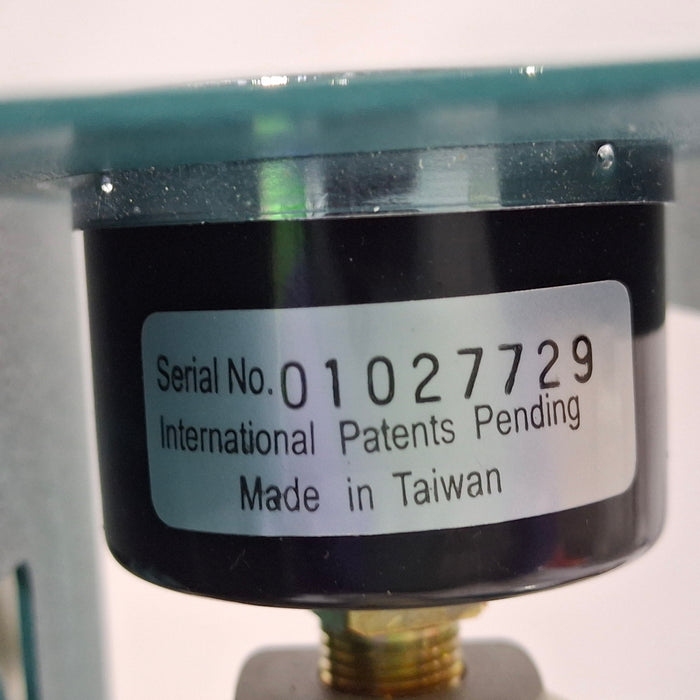 Serial No. 01027729
International Patents Pending
Made in Taiwan